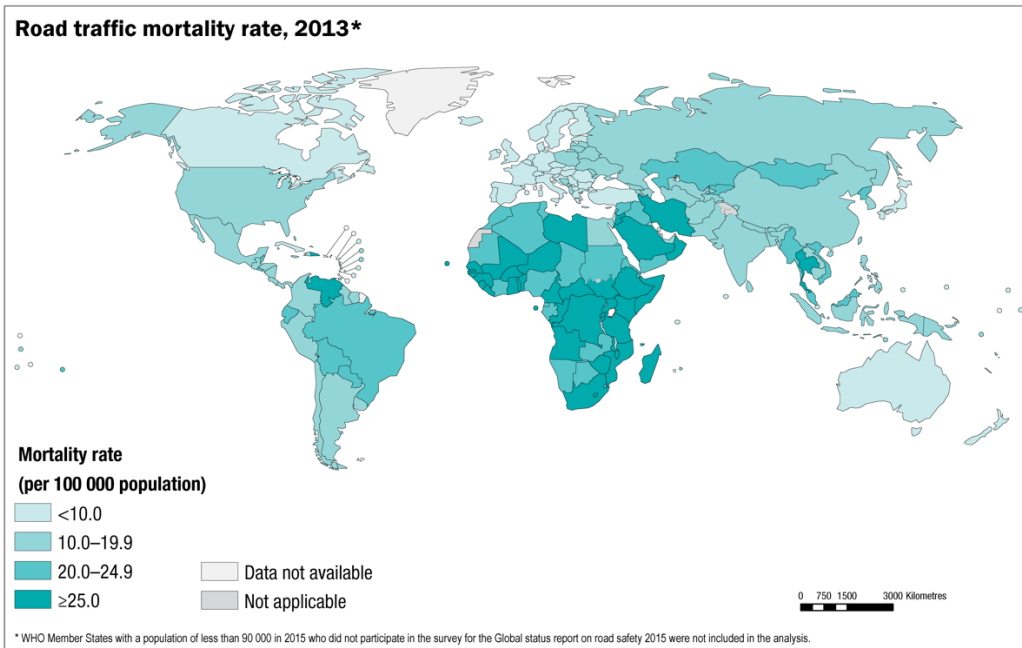 Road traffic mortality rate, 2013*
Mortality rate
(per 100 000 population)
<10.0
10.0–19.9
20.0–24.9
≥25.0
Data not available
Not applicable
0 750 1500 3000 Kilometres
* WHO Member States with a population of less than 90 000 in 2015 who did not participate in the survey for the Global status report on road safety 2015 were not included in the analysis.